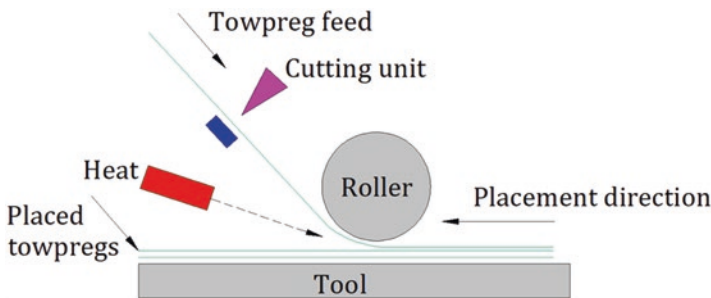 Towpreg feed
Cutting unit
Heat
Roller
Placement direction
Placed
towpregs
Tool